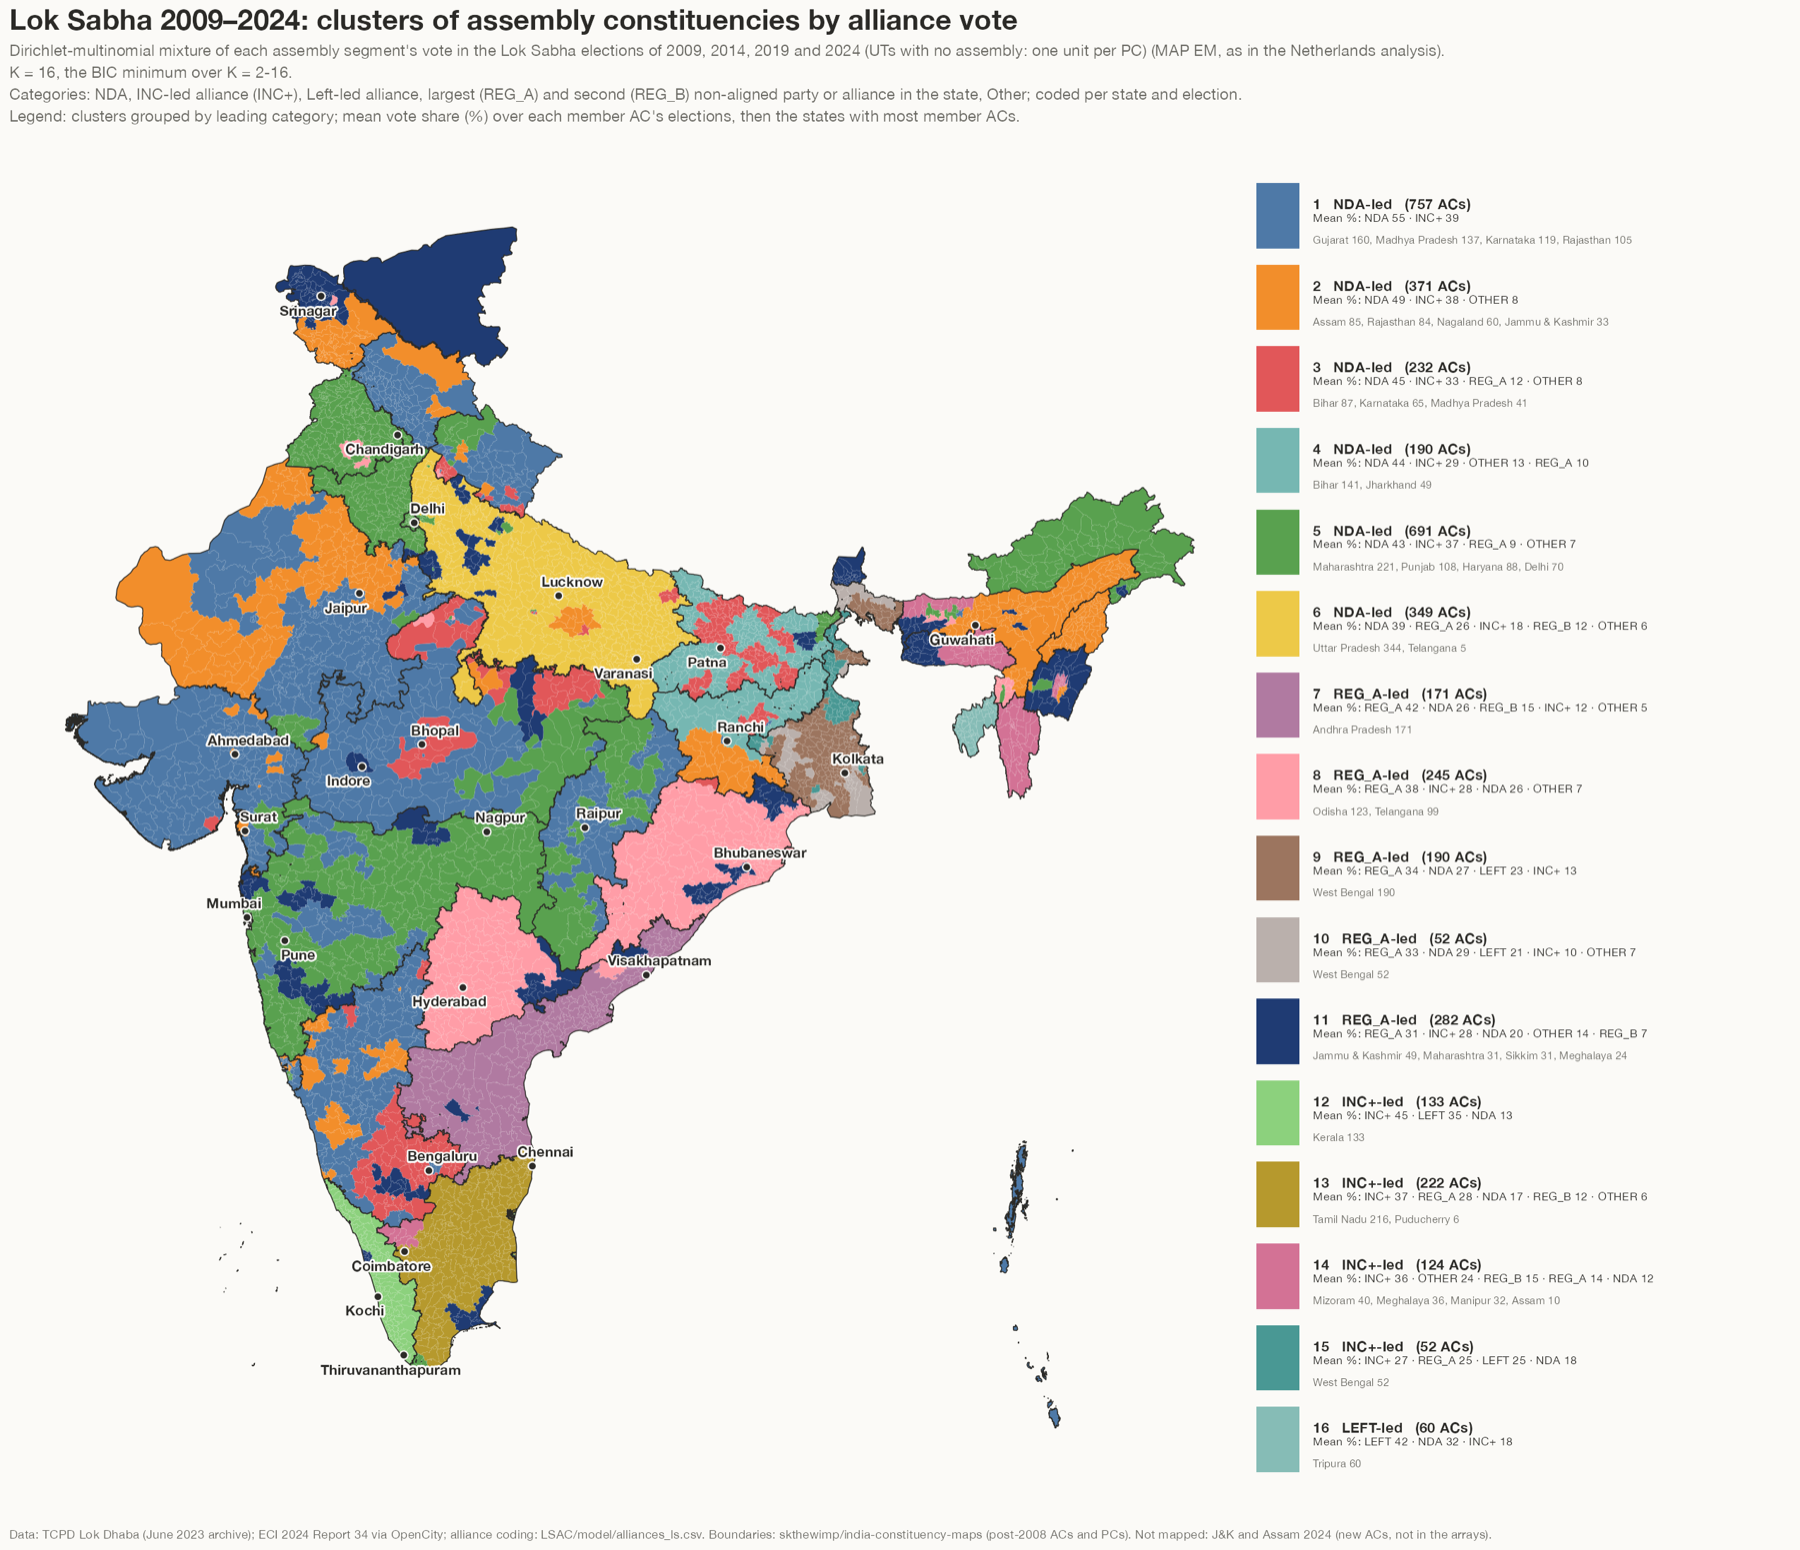 Lok Sabha 2009–2024: clusters of assembly constituencies by alliance vote
Dirichlet-multinomial mixture of each assembly segment's vote in the Lok Sabha elections of 2009, 2014, 2019 and 2024 (UTs with no assembly: one unit per PC) (MAP EM, as in the Netherlands analysis).
K = 16, the BIC minimum over K = 2-16.
Categories: NDA, INC-led alliance (INC+), Left-led alliance, largest (REG_A) and second (REG_B) non-aligned party or alliance in the state, Other; coded per state and election.
Legend: clusters grouped by leading category; mean vote share (%) over each member AC's elections, then the states with most member ACs.
Srinagar
Chandigarh
Delhi
Lucknow
Jaipur
Guwahati
Patna
Varanasi
Ranchi
Bhopal
Ahmedabad
Kolkata
Indore
Surat
Nagpur
Raipur
Bhubaneswar
Mumbai
Pune
Visakhapatnam
Hyderabad
Chennai
Bengaluru
Coimbatore
Kochi
Thiruvananthapuram
1 NDA-led (757 ACs)
Mean %: NDA 55 · INC+ 39
Gujarat 160, Madhya Pradesh 137, Karnataka 119, Rajasthan 105
2 NDA-led (371 ACs)
Mean %: NDA 49 · INC+ 38 · OTHER 8
Assam 85, Rajasthan 84, Nagaland 60, Jammu & Kashmir 33
3 NDA-led (232 ACs)
Mean %: NDA 45 · INC+ 33 · REG_A 12 · OTHER 8
Bihar 87, Karnataka 65, Madhya Pradesh 41
4 NDA-led (190 ACs)
Mean %: NDA 44 · INC+ 29 · OTHER 13 · REG_A 10
Bihar 141, Jharkhand 49
5 NDA-led (691 ACs)
Mean %: NDA 43 · INC+ 37 · REG_A 9 · OTHER 7
Maharashtra 221, Punjab 108, Haryana 88, Delhi 70
6 NDA-led (349 ACs)
Mean %: NDA 39 · REG_A 26 · INC+ 18 · REG_B 12 · OTHER 6
Uttar Pradesh 344, Telangana 5
7 REG_A-led (171 ACs)
Mean %: REG_A 42 · NDA 26 · REG_B 15 · INC+ 12 · OTHER 5
Andhra Pradesh 171
8 REG_A-led (245 ACs)
Mean %: REG_A 38 · INC+ 28 · NDA 26 · OTHER 7
Odisha 123, Telangana 99
9 REG_A-led (190 ACs)
Mean %: REG_A 34 · NDA 27 · LEFT 23 · INC+ 13
West Bengal 190
10 REG_A-led (52 ACs)
Mean %: REG_A 33 · NDA 29 · LEFT 21 · INC+ 10 · OTHER 7
West Bengal 52
11 REG_A-led (282 ACs)
Mean %: REG_A 31 · INC+ 28 · NDA 20 · OTHER 14 · REG_B 7
Jammu & Kashmir 49, Maharashtra 31, Sikkim 31, Meghalaya 24
12 INC+-led (133 ACs)
Mean %: INC+ 45 · LEFT 35 · NDA 13
Kerala 133
13 INC+-led (222 ACs)
Mean %: INC+ 37 · REG_A 28 · NDA 17 · REG_B 12 · OTHER 6
Tamil Nadu 216, Puducherry 6
14 INC+-led (124 ACs)
Mean %: INC+ 36 · OTHER 24 · REG_B 15 · REG_A 14 · NDA 12
Mizoram 40, Meghalaya 36, Manipur 32, Assam 10
15 INC+-led (52 ACs)
Mean %: INC+ 27 · REG_A 25 · LEFT 25 · NDA 18
West Bengal 52
16 LEFT-led (60 ACs)
Mean %: LEFT 42 · NDA 32 · INC+ 18
Tripura 60
Data: TCPD Lok Dhaba (June 2023 archive); ECI 2024 Report 34 via OpenCity; alliance coding: LSAC/model/alliances_ls.csv. Boundaries: skthewimp/india-constituency-maps (post-2008 ACs and PCs). Not mapped: J&K and Assam 2024 (new ACs, not in the arrays).